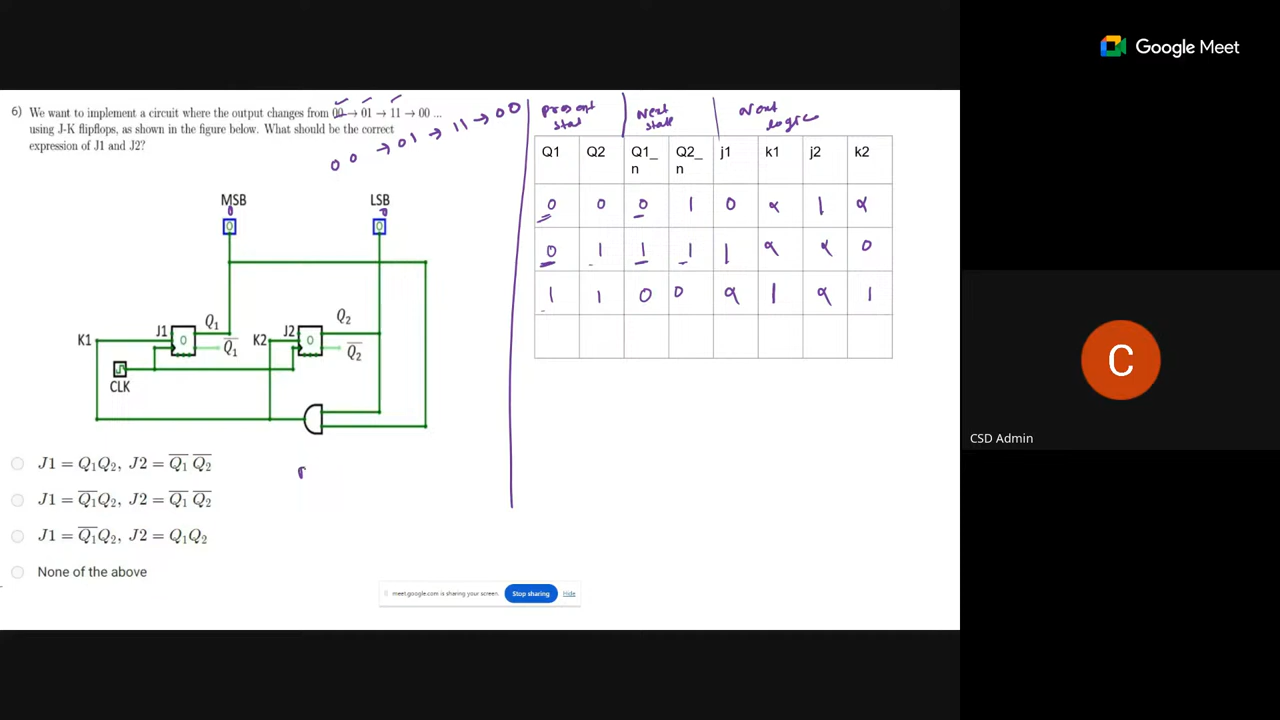 Google Meet
6) We want to implement a circuit where the output changes from 00 → 01 → 11 → 00 ...
using J-K flipflops, as shown in the figure below. What should be the correct
expression of J1 and J2?
00 → 01 → 11 → 00
MSB LSB
0 0
0 0
J1 Q₁ J2 Q₂
K1 0 Q̅₁ K2 0 Q̅₂
CLK
J1 = Q₁Q₂, J2 = Q̅₁ Q̅₂
J1 = Q̅₁Q₂, J2 = Q̅₁ Q̅₂
J1 = Q̅₁Q₂, J2 = Q₁Q₂
None of the above
present Next Next
state logic
Q1 Q2 Q1_n Q2_n j1 k1 j2 k2
0 0 0 1 0 x 1 x
0 1 1 1 1 x x 0
1 1 0 0 x 1 x 1
meet.google.com is sharing your screen. Stop sharing Hide
C
CSD Admin